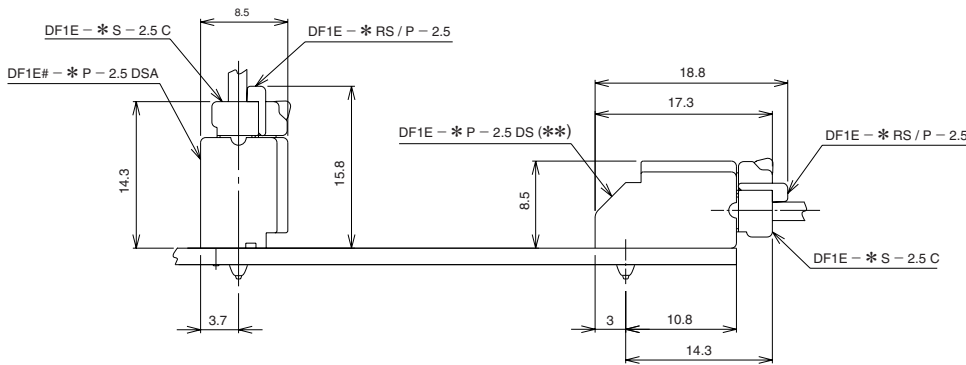 8.5
DF1E − * S − 2.5 C
DF1E − * RS / P − 2.5
DF1E# − * P − 2.5 DSA
14.3
15.8
3.7
18.8
17.3
DF1E − * P − 2.5 DS (**)
DF1E − * RS / P − 2.5
8.5
DF1E − * S − 2.5 C
3
10.8
14.3